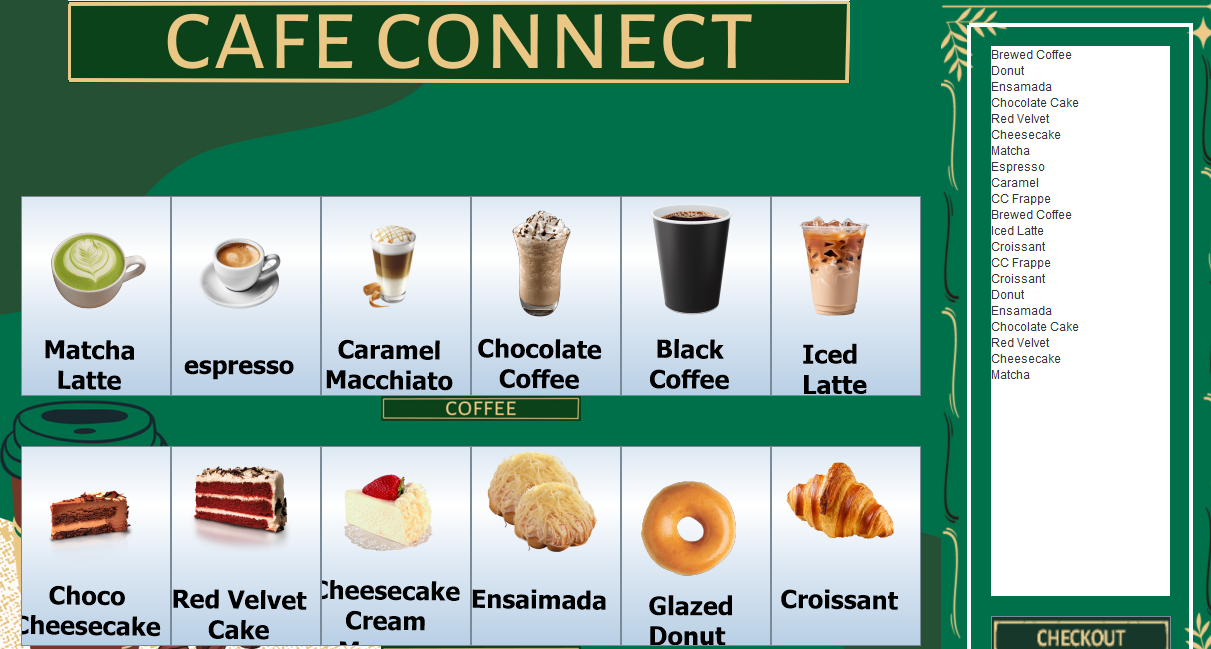 CAFE CONNECT
Matcha
Latte
espresso
Caramel
Macchiato
Chocolate
Coffee
Black
Coffee
Iced
Latte
COFFEE
Choco
Cheesecake
Red Velvet
Cake
Cheesecake
Cream
Ensaimada
Glazed
Donut
Croissant
Brewed Coffee
Donut
Ensamada
Chocolate Cake
Red Velvet
Cheesecake
Matcha
Espresso
Caramel
CC Frappe
Brewed Coffee
Iced Latte
Croissant
CC Frappe
Croissant
Donut
Ensamada
Chocolate Cake
Red Velvet
Cheesecake
Matcha
CHECKOUT